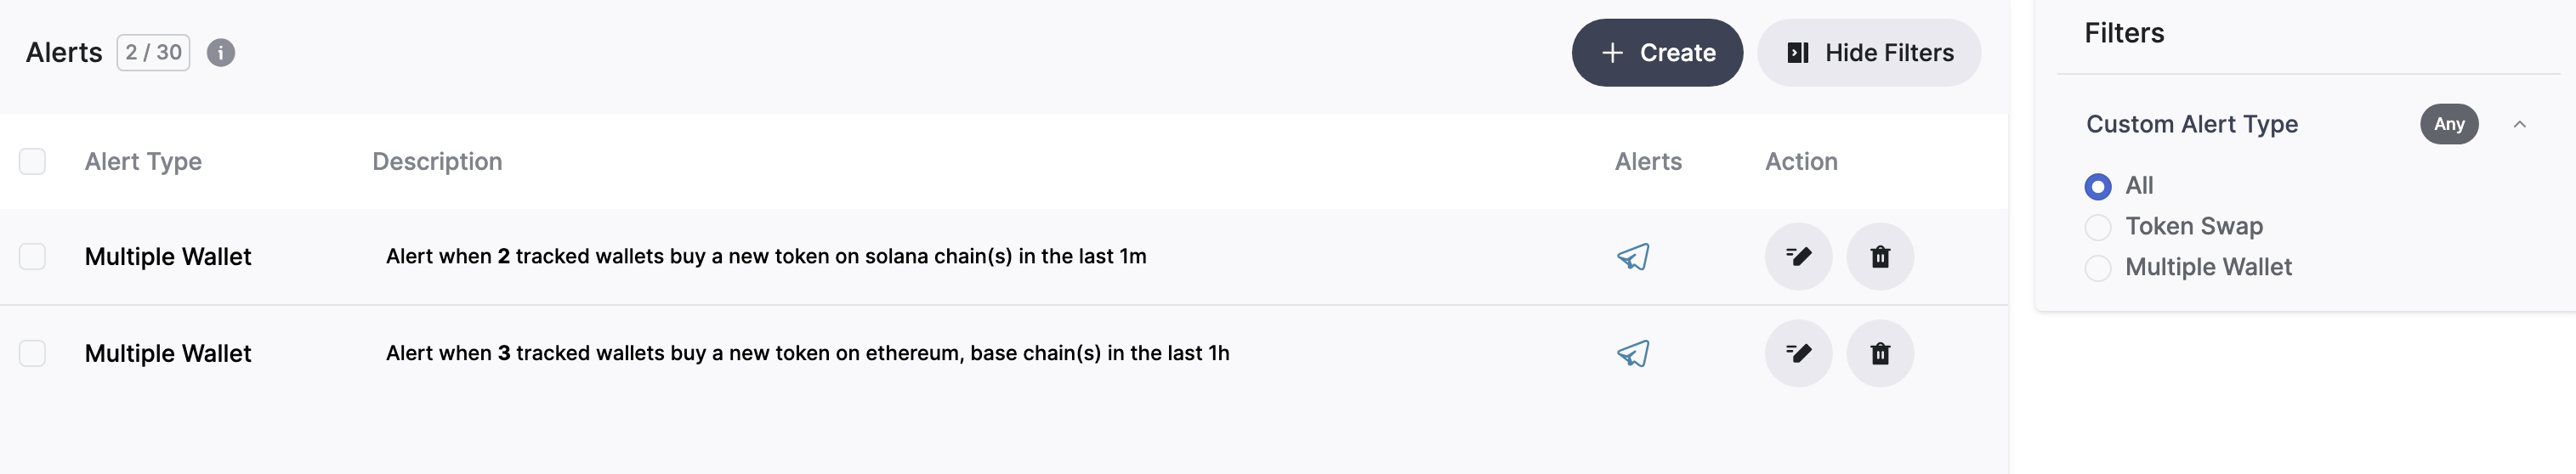 Alerts 2 / 30
+ Create
Hide Filters
Alert Type Description Alerts Action
Multiple Wallet Alert when 2 tracked wallets buy a new token on solana chain(s) in the last 1m
Multiple Wallet Alert when 3 tracked wallets buy a new token on ethereum, base chain(s) in the last 1h
Filters
Custom Alert Type Any
All
Token Swap
Multiple Wallet